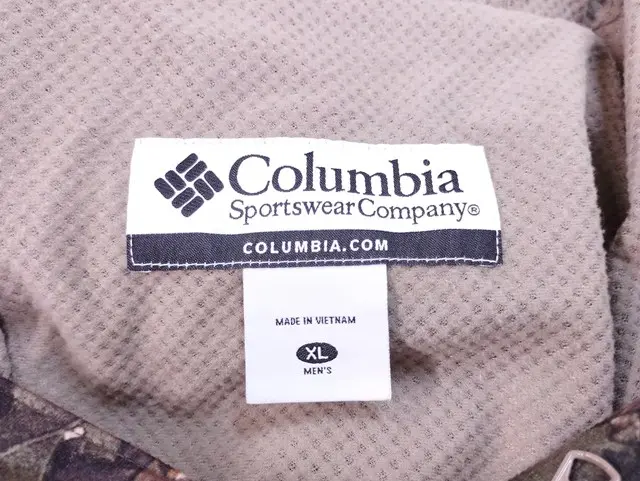 Columbia
Sportswear Company®
COLUMBIA.COM
MADE IN VIETNAM
XL
MEN'S